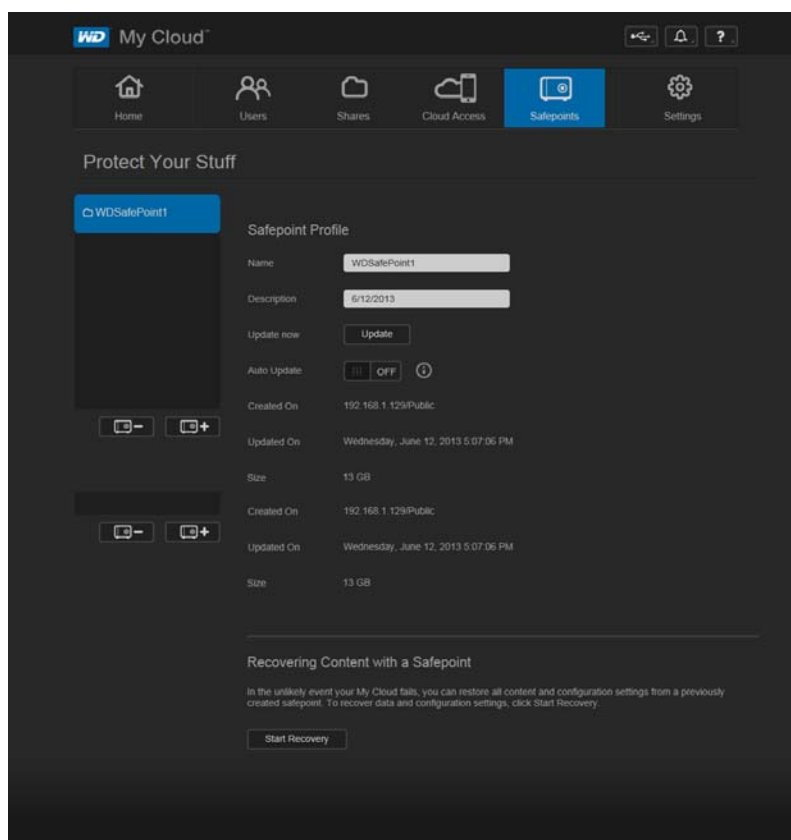 WD My Cloud™
?
Home Users Shares Cloud Access Safepoints Settings
Protect Your Stuff
WDSafePoint1
Safepoint Profile
Name WDSafePoint1
Description 6/12/2013
Update now Update
Auto Update OFF
Created On 192.168.1.129/Public
Updated On Wednesday, June 12, 2013 5:07:06 PM
Size 13 GB
Created On 192.168.1.129/Public
Updated On Wednesday, June 12, 2013 5:07:06 PM
Size 13 GB
Recovering Content with a Safepoint
In the unlikely event your My Cloud fails, you can restore all content and configuration settings from a previously
created safepoint. To recover data and configuration settings, click Start Recovery.
Start Recovery